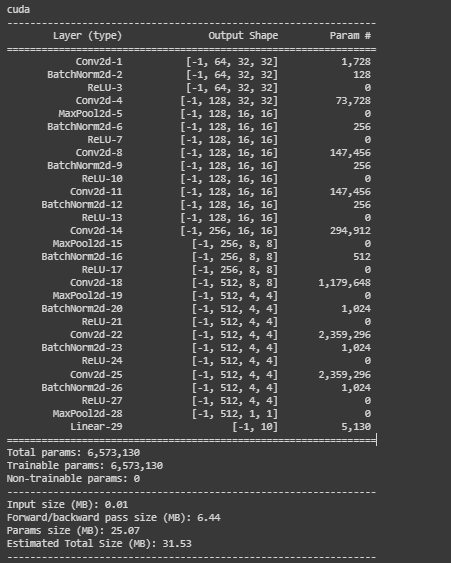 cuda
----------------------------------------------------------------
        Layer (type)               Output Shape         Param #
================================================================
            Conv2d-1           [-1, 64, 32, 32]           1,728
       BatchNorm2d-2           [-1, 64, 32, 32]             128
              ReLU-3           [-1, 64, 32, 32]               0
            Conv2d-4          [-1, 128, 32, 32]          73,728
         MaxPool2d-5          [-1, 128, 16, 16]               0
       BatchNorm2d-6          [-1, 128, 16, 16]             256
              ReLU-7          [-1, 128, 16, 16]               0
            Conv2d-8          [-1, 128, 16, 16]         147,456
       BatchNorm2d-9          [-1, 128, 16, 16]             256
             ReLU-10          [-1, 128, 16, 16]               0
           Conv2d-11          [-1, 128, 16, 16]         147,456
      BatchNorm2d-12          [-1, 128, 16, 16]             256
             ReLU-13          [-1, 128, 16, 16]               0
           Conv2d-14          [-1, 256, 16, 16]         294,912
        MaxPool2d-15            [-1, 256, 8, 8]               0
      BatchNorm2d-16            [-1, 256, 8, 8]             512
             ReLU-17            [-1, 256, 8, 8]               0
           Conv2d-18            [-1, 512, 8, 8]       1,179,648
        MaxPool2d-19            [-1, 512, 4, 4]               0
      BatchNorm2d-20            [-1, 512, 4, 4]           1,024
             ReLU-21            [-1, 512, 4, 4]               0
           Conv2d-22            [-1, 512, 4, 4]       2,359,296
      BatchNorm2d-23            [-1, 512, 4, 4]           1,024
             ReLU-24            [-1, 512, 4, 4]               0
           Conv2d-25            [-1, 512, 4, 4]       2,359,296
      BatchNorm2d-26            [-1, 512, 4, 4]           1,024
             ReLU-27            [-1, 512, 4, 4]               0
        MaxPool2d-28            [-1, 512, 1, 1]               0
           Linear-29                   [-1, 10]           5,130
================================================================
Total params: 6,573,130
Trainable params: 6,573,130
Non-trainable params: 0
----------------------------------------------------------------
Input size (MB): 0.01
Forward/backward pass size (MB): 6.44
Params size (MB): 25.07
Estimated Total Size (MB): 31.53
----------------------------------------------------------------